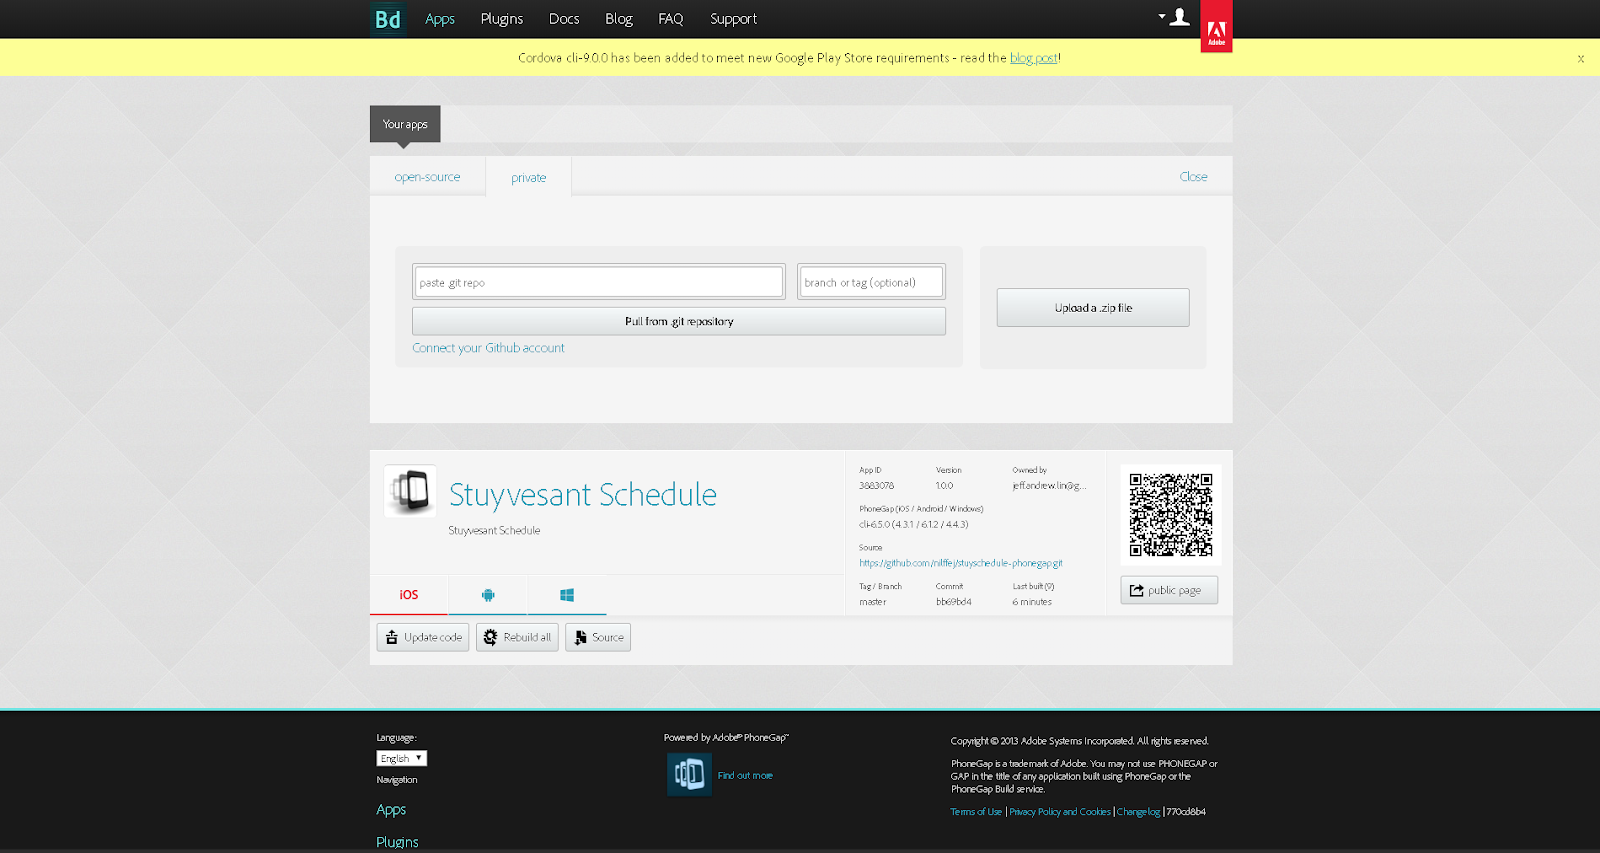 Bd Apps Plugins Docs Blog FAQ Support
Adobe
Cordova cli-9.0.0 has been added to meet new Google Play Store requirements - read the blog post!
x
Your apps
open-source private Close
paste .git repo branch or tag (optional)
Pull from .git repository
Connect your Github account
Upload a .zip file
Stuyvesant Schedule
Stuyvesant Schedule
iOS
Update code Rebuild all Source
App ID Version Owned by
3883078 1.0.0 jeff.andrew.lin@g...
PhoneGap (iOS / Android / Windows)
cli-6.5.0 (4.3.1 / 6.1.2 / 4.4.3)
Source
https://github.com/nilffej/stuyschedule-phonegap.git
Tag / Branch Commit Last built (9)
master bb69bd4 6 minutes
public page
Language:
English
Navigation
Apps
Plugins
Powered by Adobe® PhoneGap™
Find out more
Copyright © 2013 Adobe Systems Incorporated. All rights reserved.
PhoneGap is a trademark of Adobe. You may not use PHONEGAP or
GAP in the title of any application built using PhoneGap or the
PhoneGap Build service.
Terms of Use | Privacy Policy and Cookies | Changelog | 770cd8b4